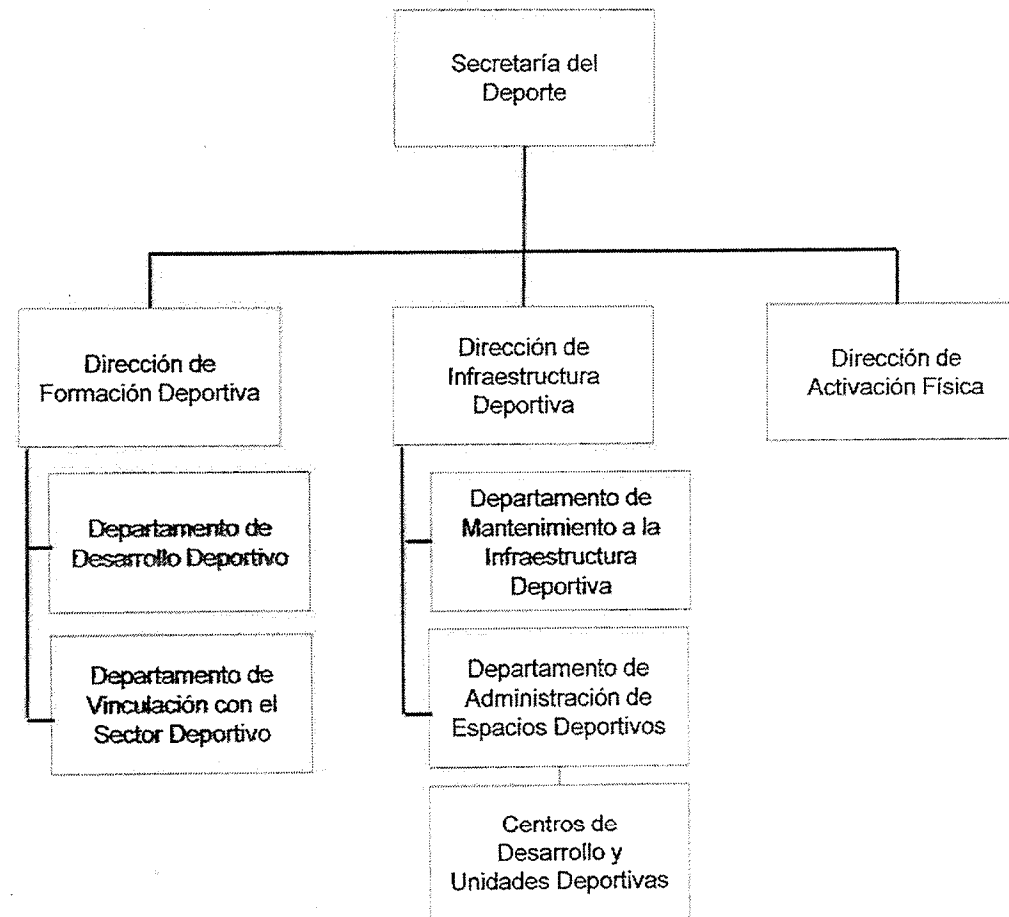 Secretaría del
Deporte
Dirección de
Formación Deportiva
Dirección de
Infraestructura
Deportiva
Dirección de
Activación Física
Departamento de
Desarrollo Deportivo
Departamento de
Vinculación con el
Sector Deportivo
Departamento de
Mantenimiento a la
Infraestructura
Deportiva
Departamento de
Administración de
Espacios Deportivos
Centros de
Desarrollo y
Unidades Deportivas